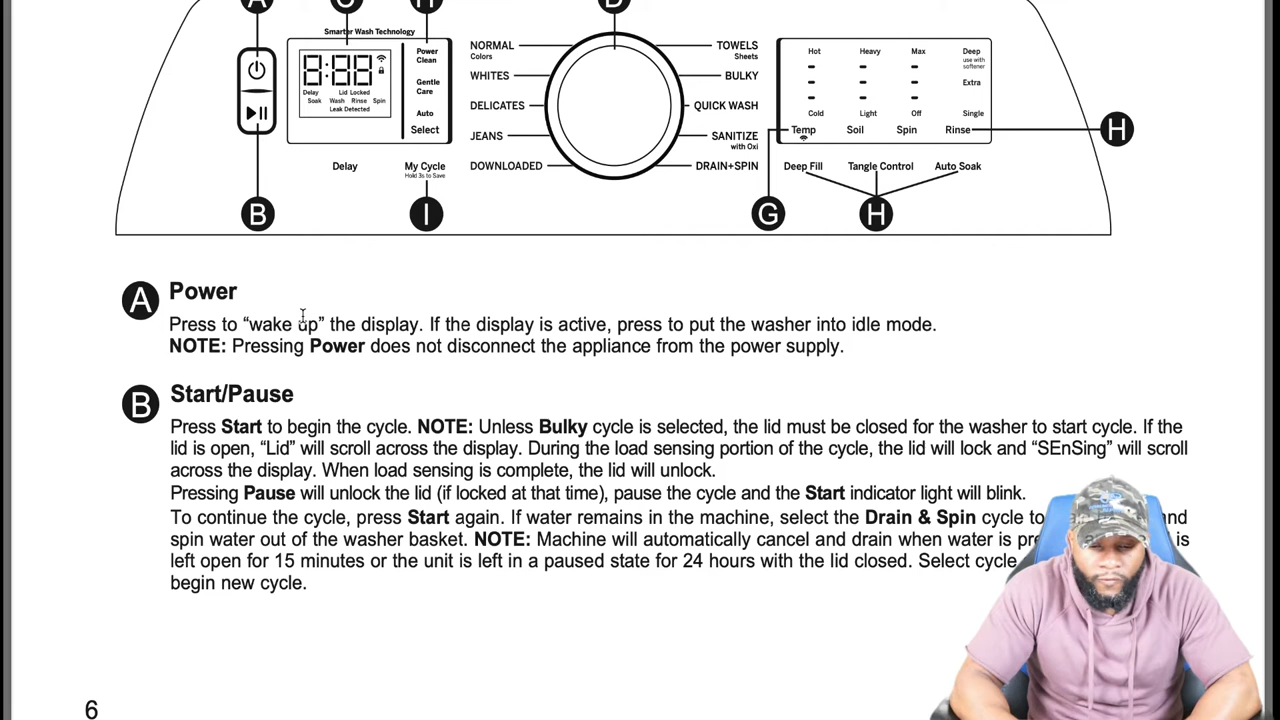 A
H
D
Smarter Wash Technology
8:88
Delay Lid Locked
Soak Wash Rinse Spin
Leak Detected
Power
Clean
Gentle
Care
Auto
Select
Delay
My Cycle
Hold 3s to Save
NORMAL
Colors
WHITES
DELICATES
JEANS
DOWNLOADED
TOWELS
Sheets
BULKY
QUICK WASH
SANITIZE
with Oxi
DRAIN+SPIN
Hot Heavy Max Deep
use with
softener
Extra
Cold Light Off Single
Temp Soil Spin Rinse
Deep Fill Tangle Control Auto Soak
H
B
I
G
H
A Power
Press to “wake up” the display. If the display is active, press to put the washer into idle mode.
NOTE: Pressing Power does not disconnect the appliance from the power supply.
B Start/Pause
Press Start to begin the cycle. NOTE: Unless Bulky cycle is selected, the lid must be closed for the washer to start cycle. If the
lid is open, “Lid” will scroll across the display. During the load sensing portion of the cycle, the lid will lock and “SEnSing” will scroll
across the display. When load sensing is complete, the lid will unlock.
Pressing Pause will unlock the lid (if locked at that time), pause the cycle and the Start indicator light will blink.
To continue the cycle, press Start again. If water remains in the machine, select the Drain & Spin cycle to and
spin water out of the washer basket. NOTE: Machine will automatically cancel and drain when water is is
left open for 15 minutes or the unit is left in a paused state for 24 hours with the lid closed. Select cycle
begin new cycle.
6